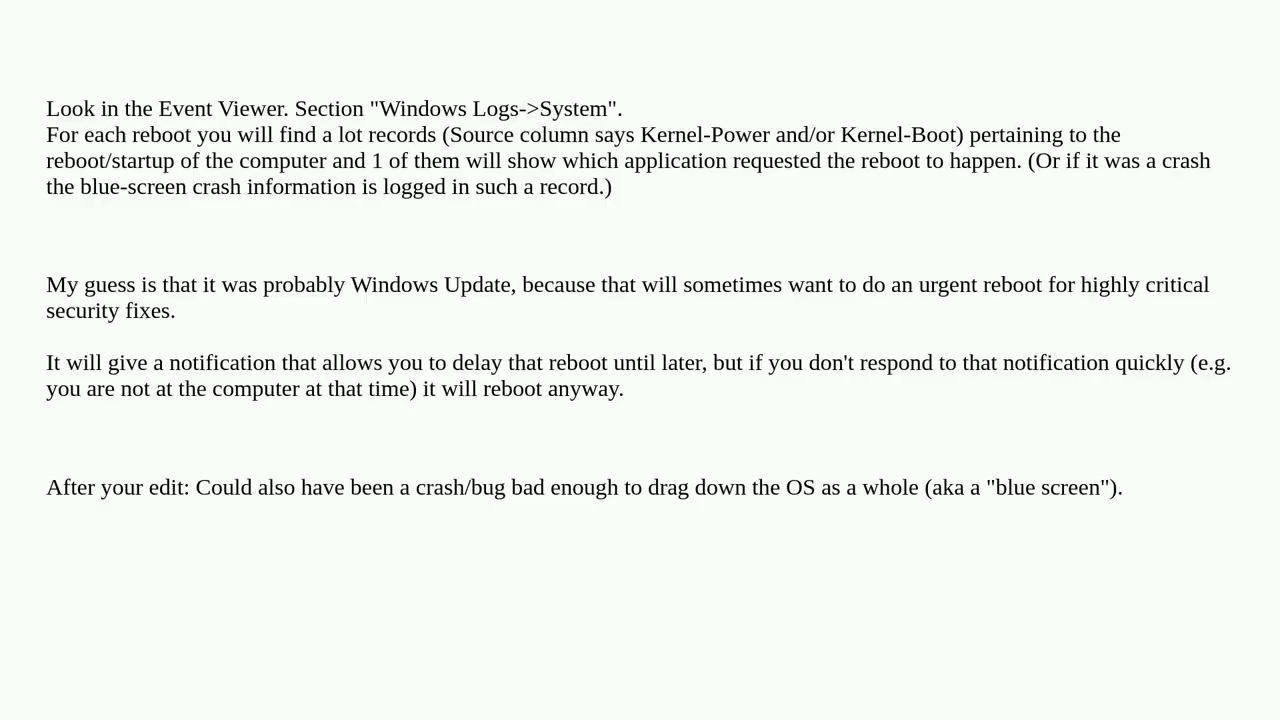 Look in the Event Viewer. Section "Windows Logs->System".
For each reboot you will find a lot records (Source column says Kernel-Power and/or Kernel-Boot) pertaining to the
reboot/startup of the computer and 1 of them will show which application requested the reboot to happen. (Or if it was a crash
the blue-screen crash information is logged in such a record.)
My guess is that it was probably Windows Update, because that will sometimes want to do an urgent reboot for highly critical
security fixes.
It will give a notification that allows you to delay that reboot until later, but if you don't respond to that notification quickly (e.g.
you are not at the computer at that time) it will reboot anyway.
After your edit: Could also have been a crash/bug bad enough to drag down the OS as a whole (aka a "blue screen").